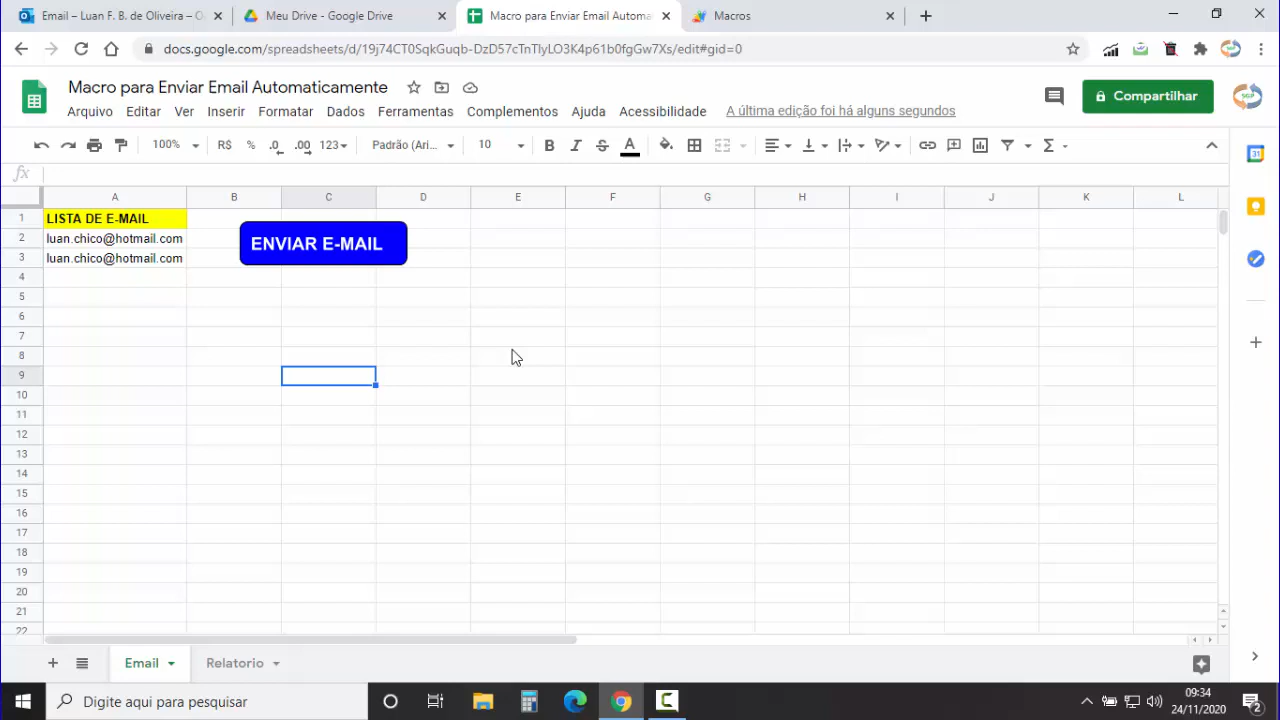 Email – Luan F. B. de Oliveira – O
Meu Drive - Google Drive
Macro para Enviar Email Automa
Macros
docs.google.com/spreadsheets/d/19j74CT0SqkGuqb-DzD57c1hTlyLO3K4p61b0fgGw7Xs/edit#gid=0
Macro para Enviar Email Automaticamente
Arquivo Editar Ver Inserir Formatar Dados Ferramentas Complementos Ajuda Acessibilidade A última edição foi há alguns segundos
Compartilhar
100% R$ % .0 .00 123 Padrão (Ari... 10 B I S A Σ
fx
A B C D E F G H I J K L
1 LISTA DE E-MAIL
2 luan.chico@hotmail.com
3 luan.chico@hotmail.com
ENVIAR E-MAIL
4
5
6
7
8
9
10
11
12
13
14
15
16
17
18
19
20
21
22
Email Relatorio
Digite aqui para pesquisar
09:34
24/11/2020
2